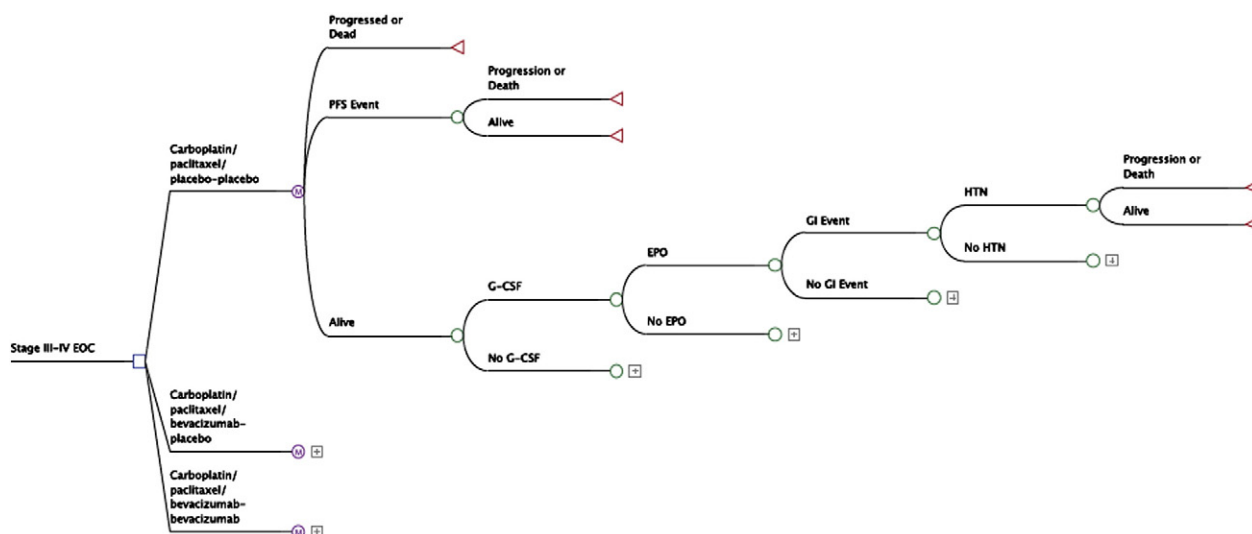 Progressed or
Dead
PFS Event
Progression or
Death
Alive
Carboplatin/
paclitaxel/
placebo-placebo
M
Progression or
Death
Alive
HTN
No HTN
GI Event
No GI Event
EPO
No EPO
G-CSF
No G-CSF
Alive
Stage III-IV EOC
Carboplatin/
paclitaxel/
bevacizumab-
placebo
M
Carboplatin/
paclitaxel/
bevacizumab-
bevacizumab
M